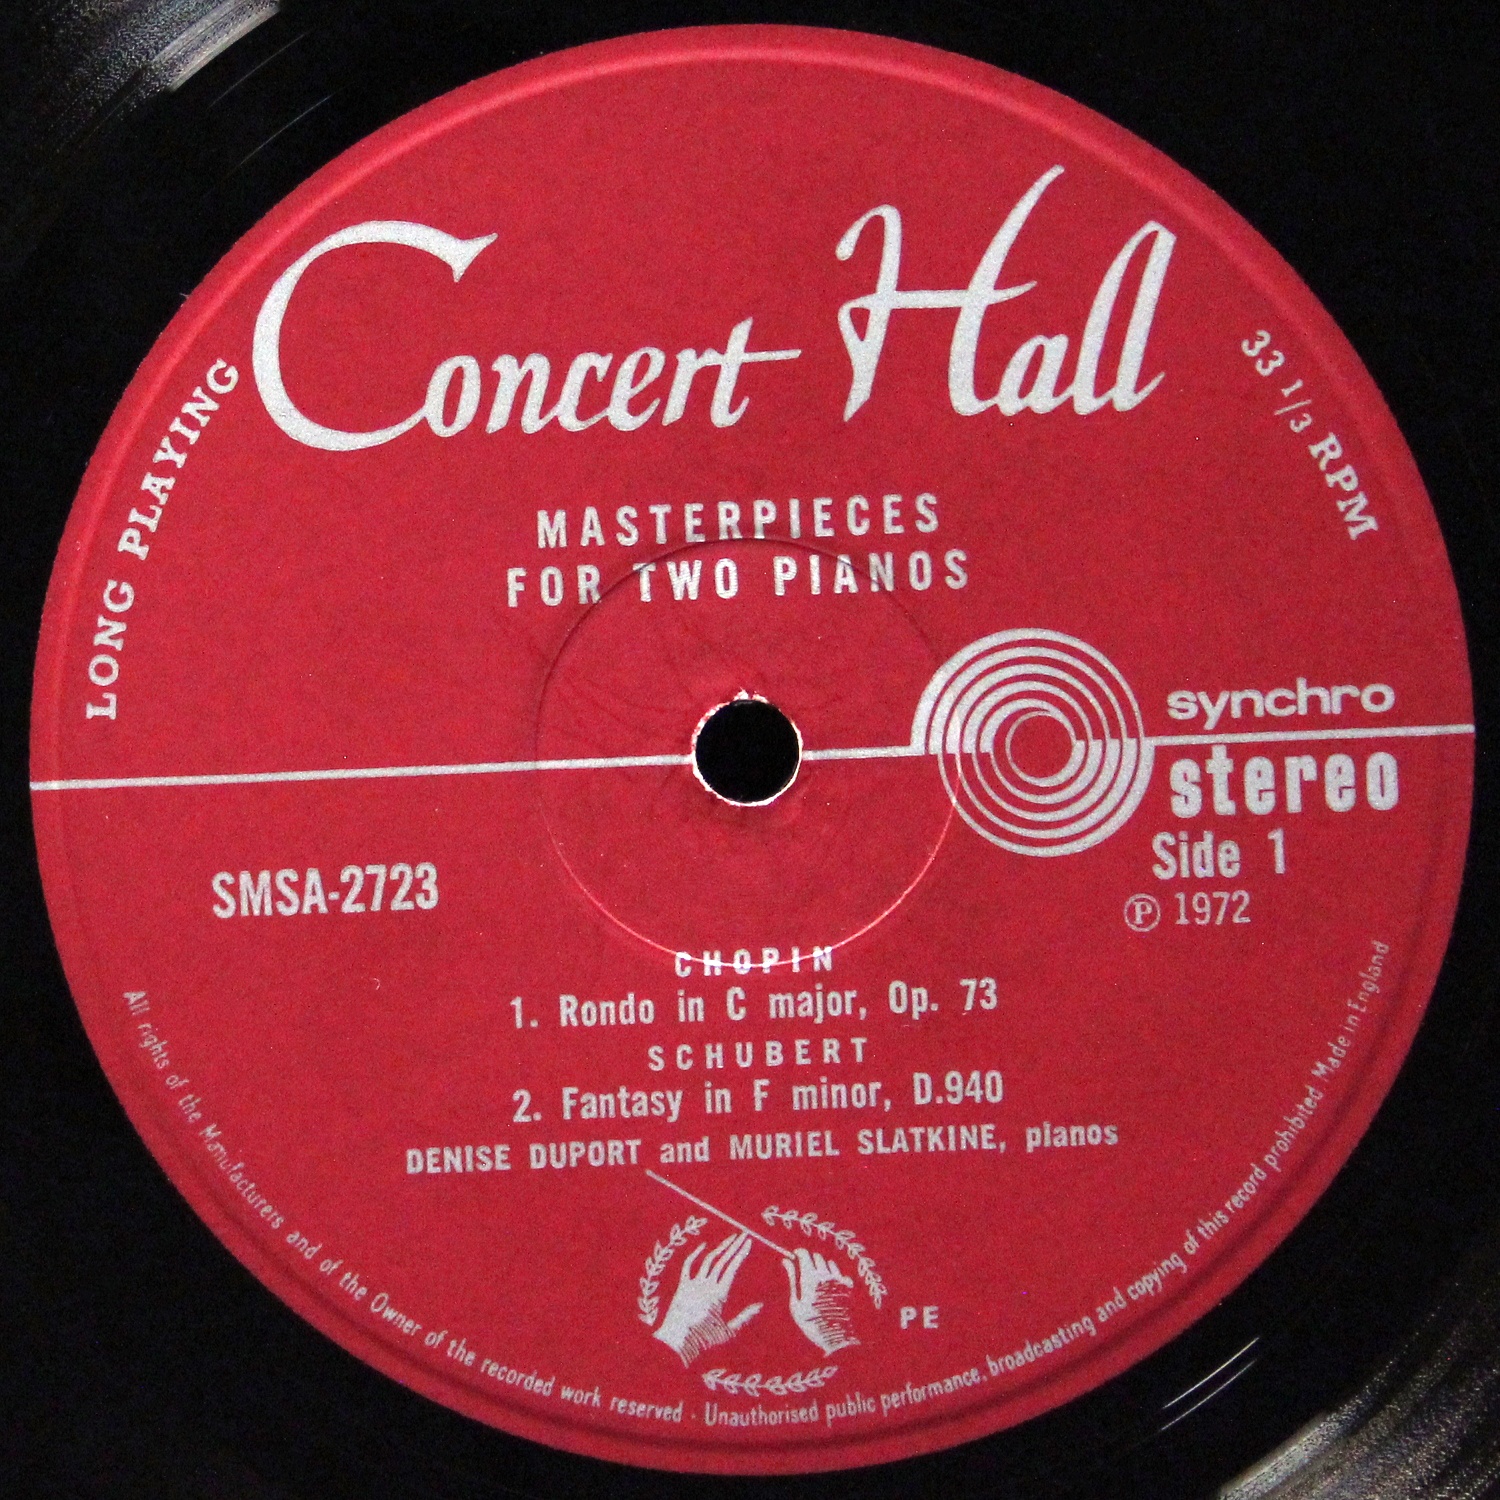 Concert Hall
LONG PLAYING
33 1/3 RPM
MASTERPIECES
FOR TWO PIANOS
synchro
stereo
SMSA-2723
Side 1
℗ 1972
CHOPIN
1. Rondo in C major, Op. 73
SCHUBERT
2. Fantasy in F minor, D.940
DENISE DUPORT and MURIEL SLATKINE, pianos
PE
All rights of the Manufacturers and of the Owner of the recorded work reserved - Unauthorised public performance, broadcasting and copying of this record prohibited Made in England